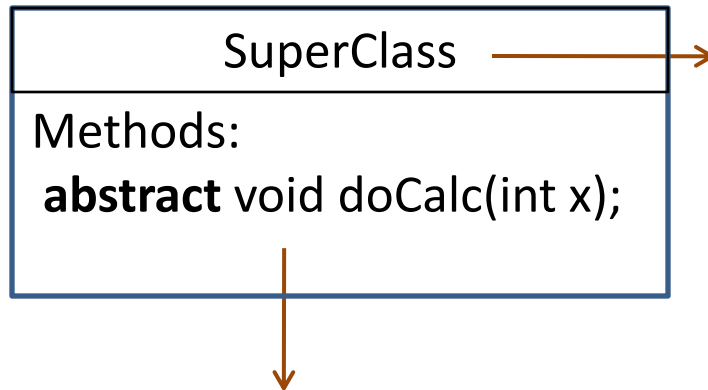 SuperClass
Methods:
abstract void doCalc(int x);